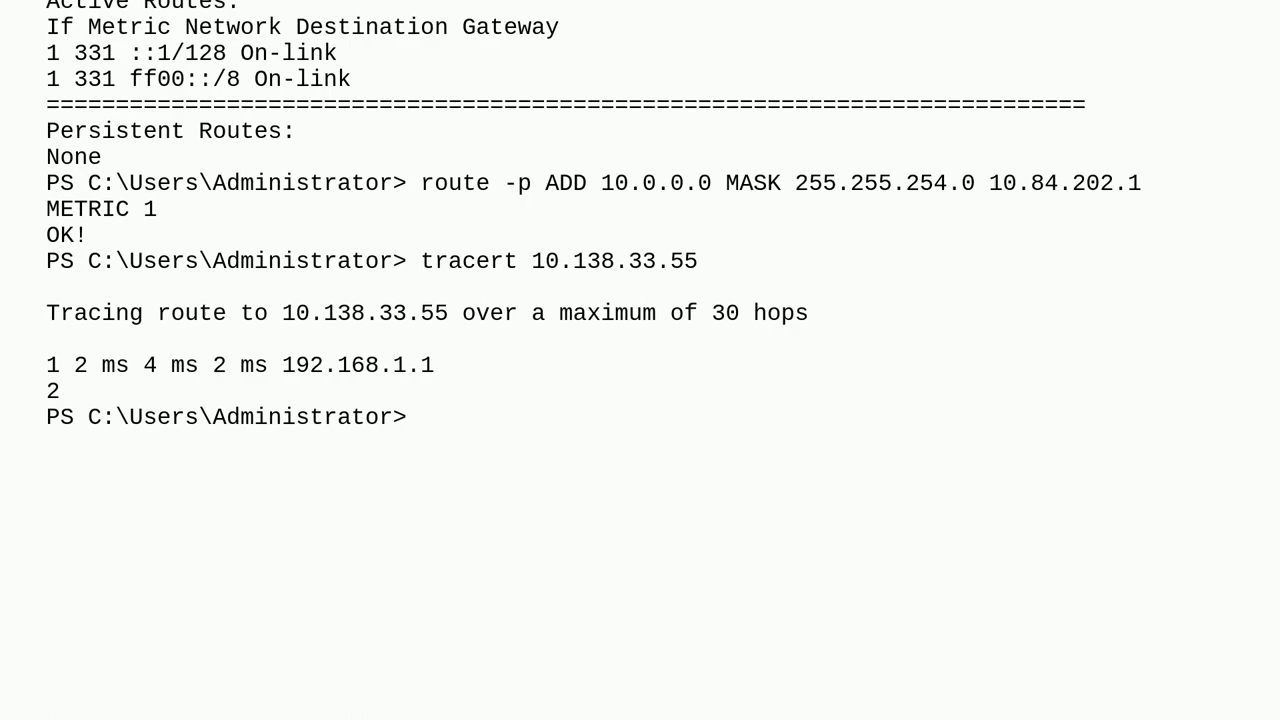 Active Routes:
If Metric Network Destination Gateway
1 331 ::1/128 On-link
1 331 ff00::/8 On-link
===========================================================================
Persistent Routes:
None
PS C:\Users\Administrator> route -p ADD 10.0.0.0 MASK 255.255.254.0 10.84.202.1
METRIC 1
OK!
PS C:\Users\Administrator> tracert 10.138.33.55
Tracing route to 10.138.33.55 over a maximum of 30 hops
1 2 ms 4 ms 2 ms 192.168.1.1
2
PS C:\Users\Administrator>